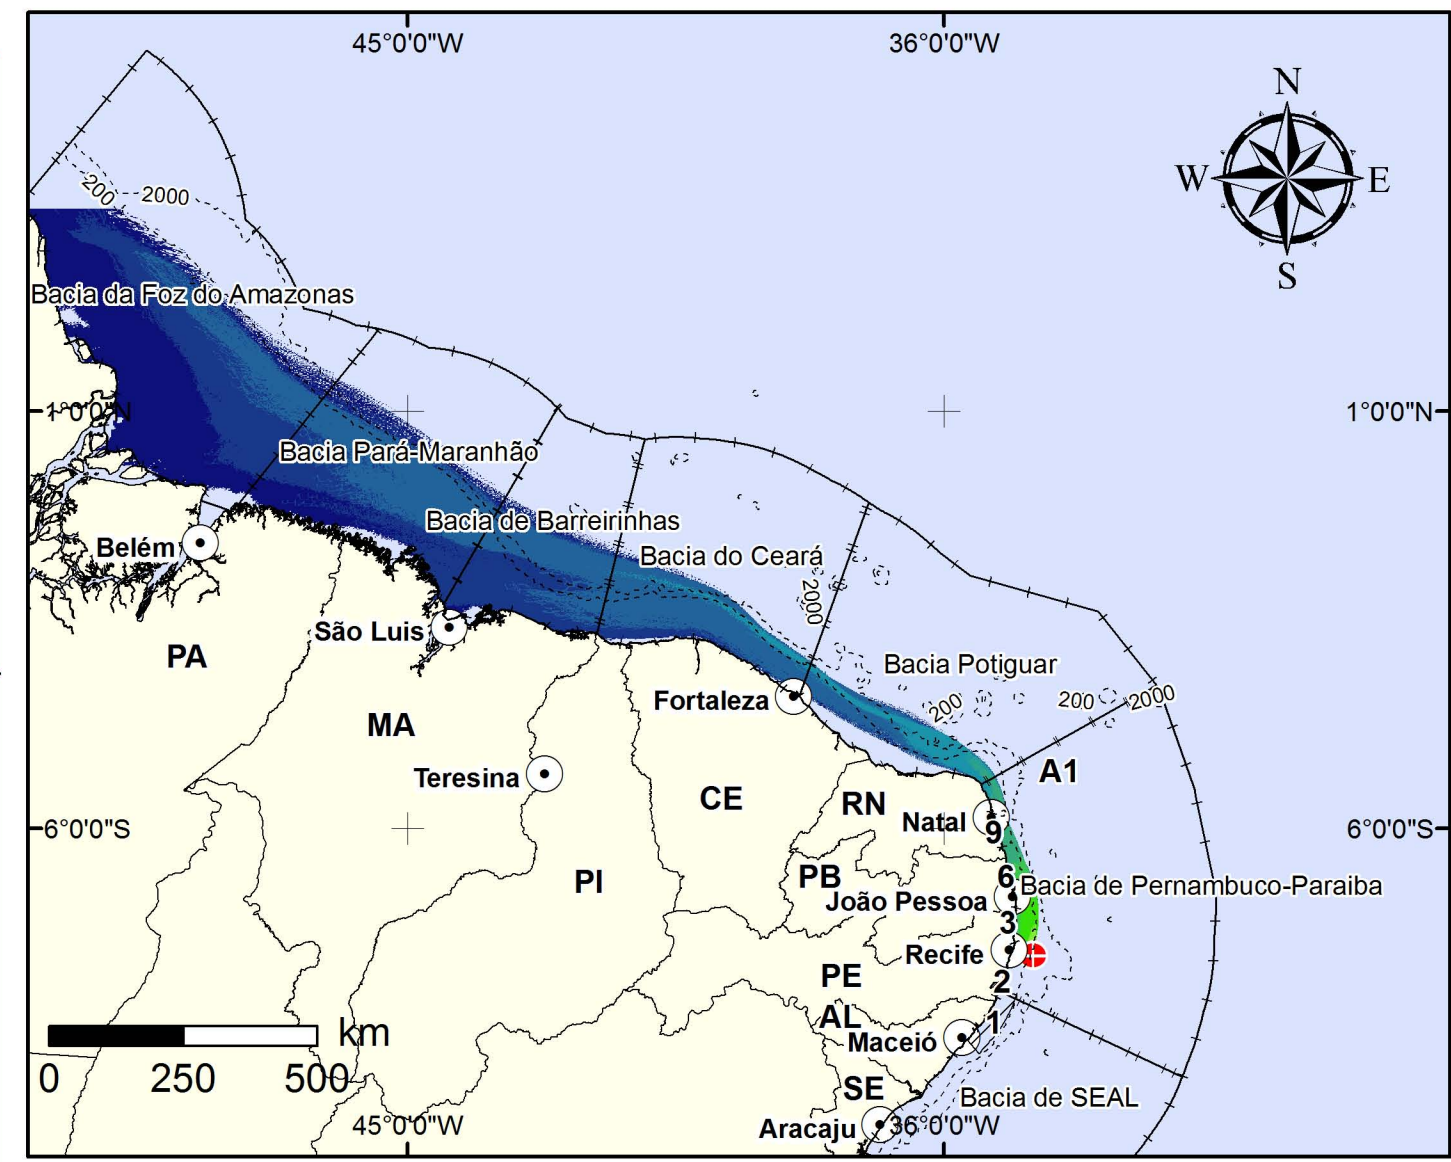 45°0'0"W
36°0'0"W
N
W
E
S
200
2000
Bacia da Foz do Amazonas
1°0'0"N
1°0'0"N
Bacia Pará-Maranhão
Bacia de Barreirinhas
Belém
Bacia do Ceará
2000
São Luis
PA
Bacia Potiguar
Fortaleza
200
200
2000
MA
Teresina
A1
CE
RN
Natal
9
6°0'0"S
6°0'0"S
PI
PB
6
Bacia de Pernambuco-Paraiba
João Pessoa
3
Recife
PE
2
AL
1
Maceió
km
0
250
500
SE
Bacia de SEAL
Aracaju
45°0'0"W
36°0'0"W